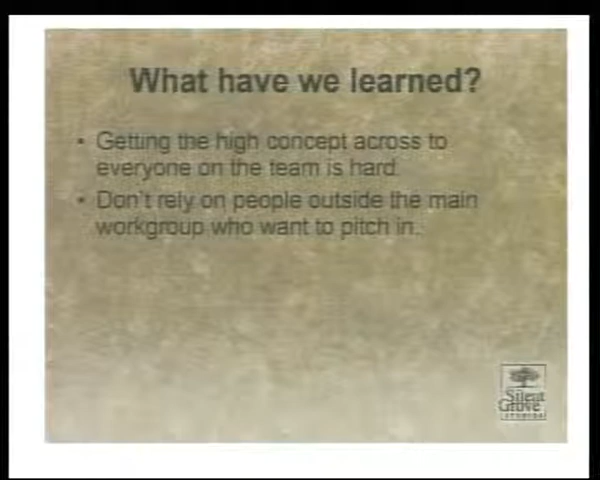 What have we learned?
• Getting the high concept across to
everyone on the team is hard.
• Don't rely on people outside the main
workgroup who want to pitch in.
Silent
Grove
STUDIOS